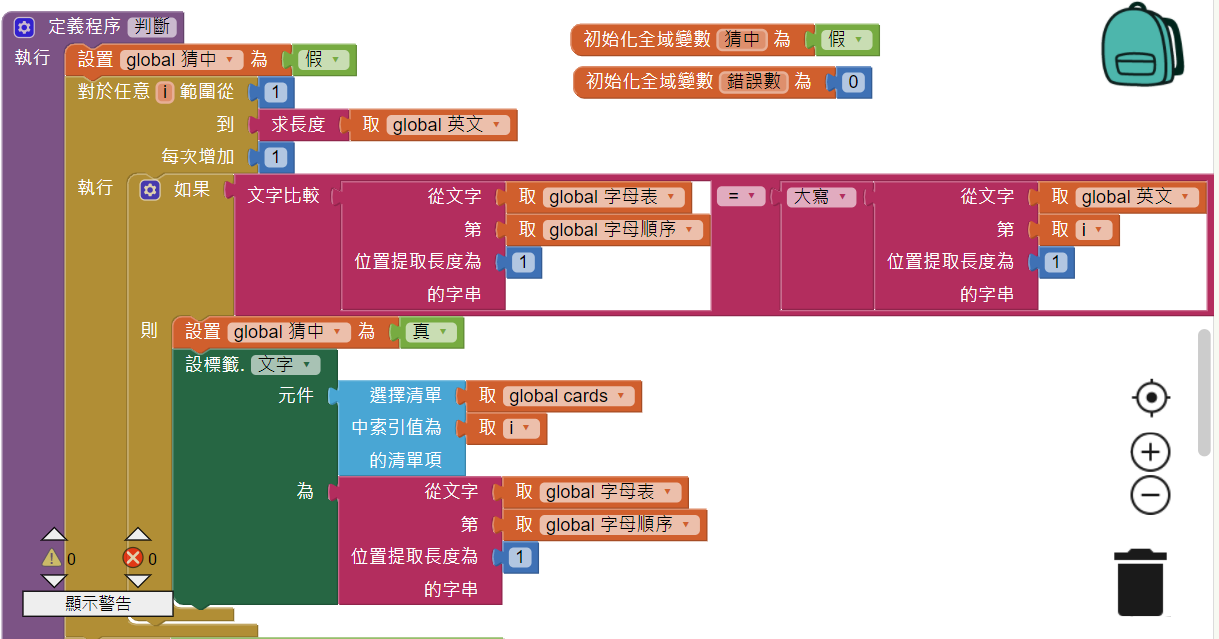 定義程序 判斷
執行 設置 global 猜中 為 假
初始化全域變數 猜中 為 假
初始化全域變數 錯誤數 為 0
對於任意 i 範圍從 1
到 求長度 取 global 英文
每次增加 1
執行 如果 文字比較 從文字 取 global 字母表 = 大寫 從文字 取 global 英文
第 取 global 字母順序 第 取 i
位置提取長度為 1 位置提取長度為 1
的字串 的字串
則 設置 global 猜中 為 真
設標籤. 文字
元件 選擇清單 取 global cards
中索引值為 取 i
的清單項
為 從文字 取 global 字母表
第 取 global 字母順序
位置提取長度為 1
的字串
0 0
顯示警告